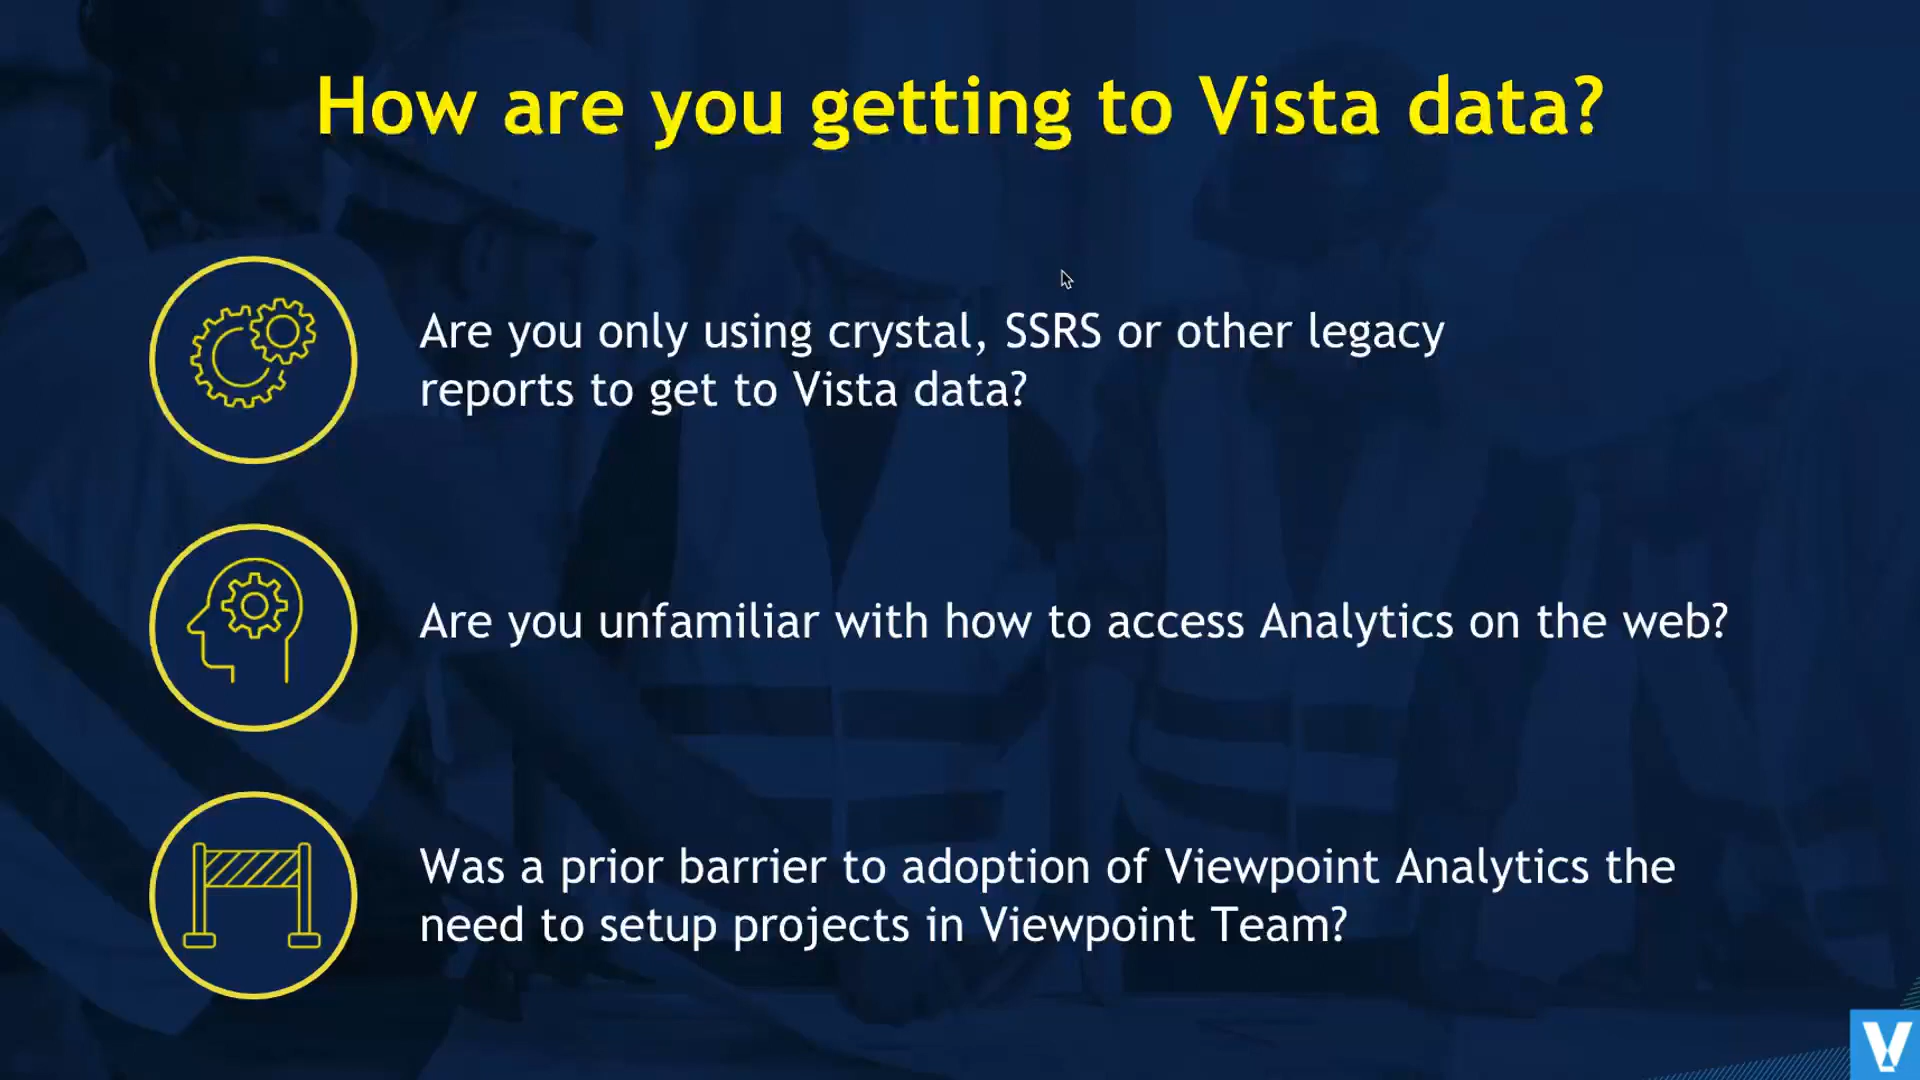 How are you getting to Vista data?
Are you only using crystal, SSRS or other legacy
reports to get to Vista data?
Are you unfamiliar with how to access Analytics on the web?
Was a prior barrier to adoption of Viewpoint Analytics the
need to setup projects in Viewpoint Team?